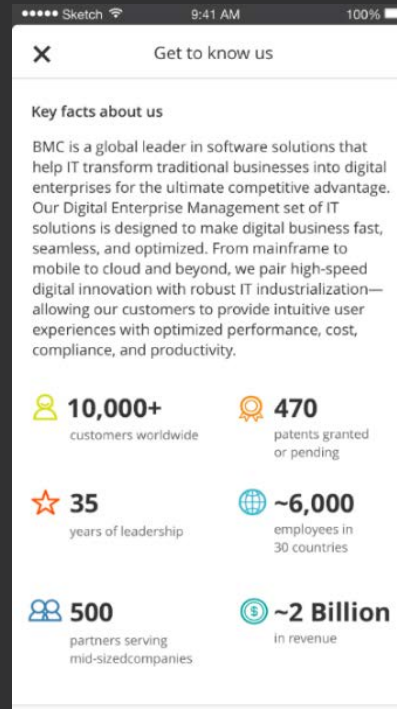 Sketch 9:41 AM 100%
Get to know us
Key facts about us
BMC is a global leader in software solutions that
help IT transform traditional businesses into digital
enterprises for the ultimate competitive advantage.
Our Digital Enterprise Management set of IT
solutions is designed to make digital business fast,
seamless, and optimized. From mainframe to
mobile to cloud and beyond, we pair high-speed
digital innovation with robust IT industrialization—
allowing our customers to provide intuitive user
experiences with optimized performance, cost,
compliance, and productivity.
10,000+
customers worldwide
470
patents granted
or pending
35
years of leadership
~6,000
employees in
30 countries
500
partners serving
mid-sizedcompanies
~2 Billion
in revenue